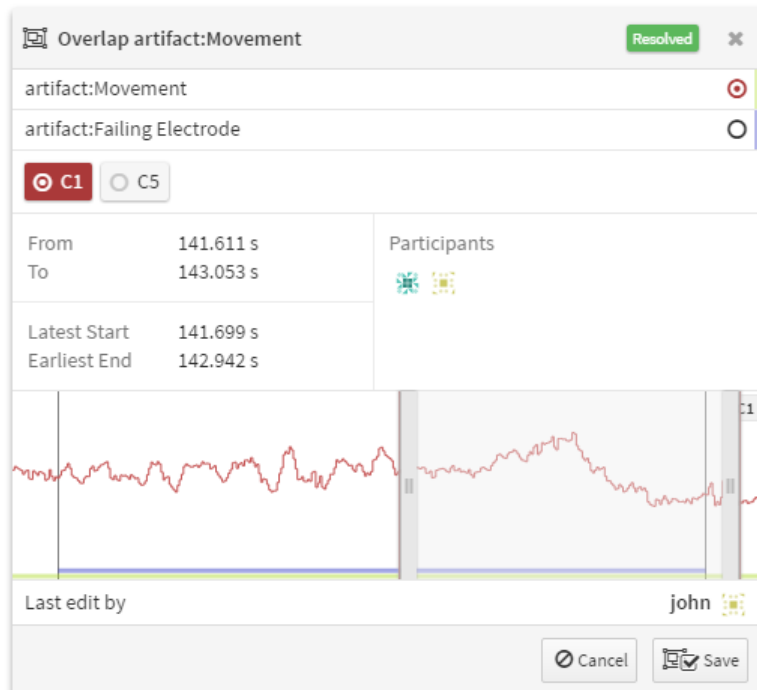 Overlap artifact:Movement Resolved
artifact:Movement
artifact:Failing Electrode
C1 C5
From 141.611 s
To 143.053 s
Participants
Latest Start 141.699 s
Earliest End 142.942 s
C1
Last edit by john
Cancel Save